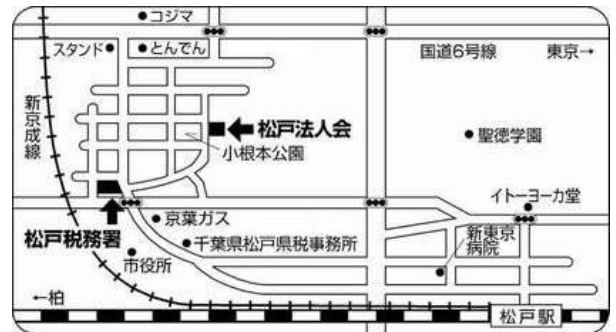 コジマ
スタンド
とんでん
国道6号線
東京→
新京成線
松戸法人会
小根本公園
聖徳学園
イトーヨーカ堂
京葉ガス
松戸税務署
千葉県松戸県税事務所
新東京
病院
市役所
←柏
松戸駅